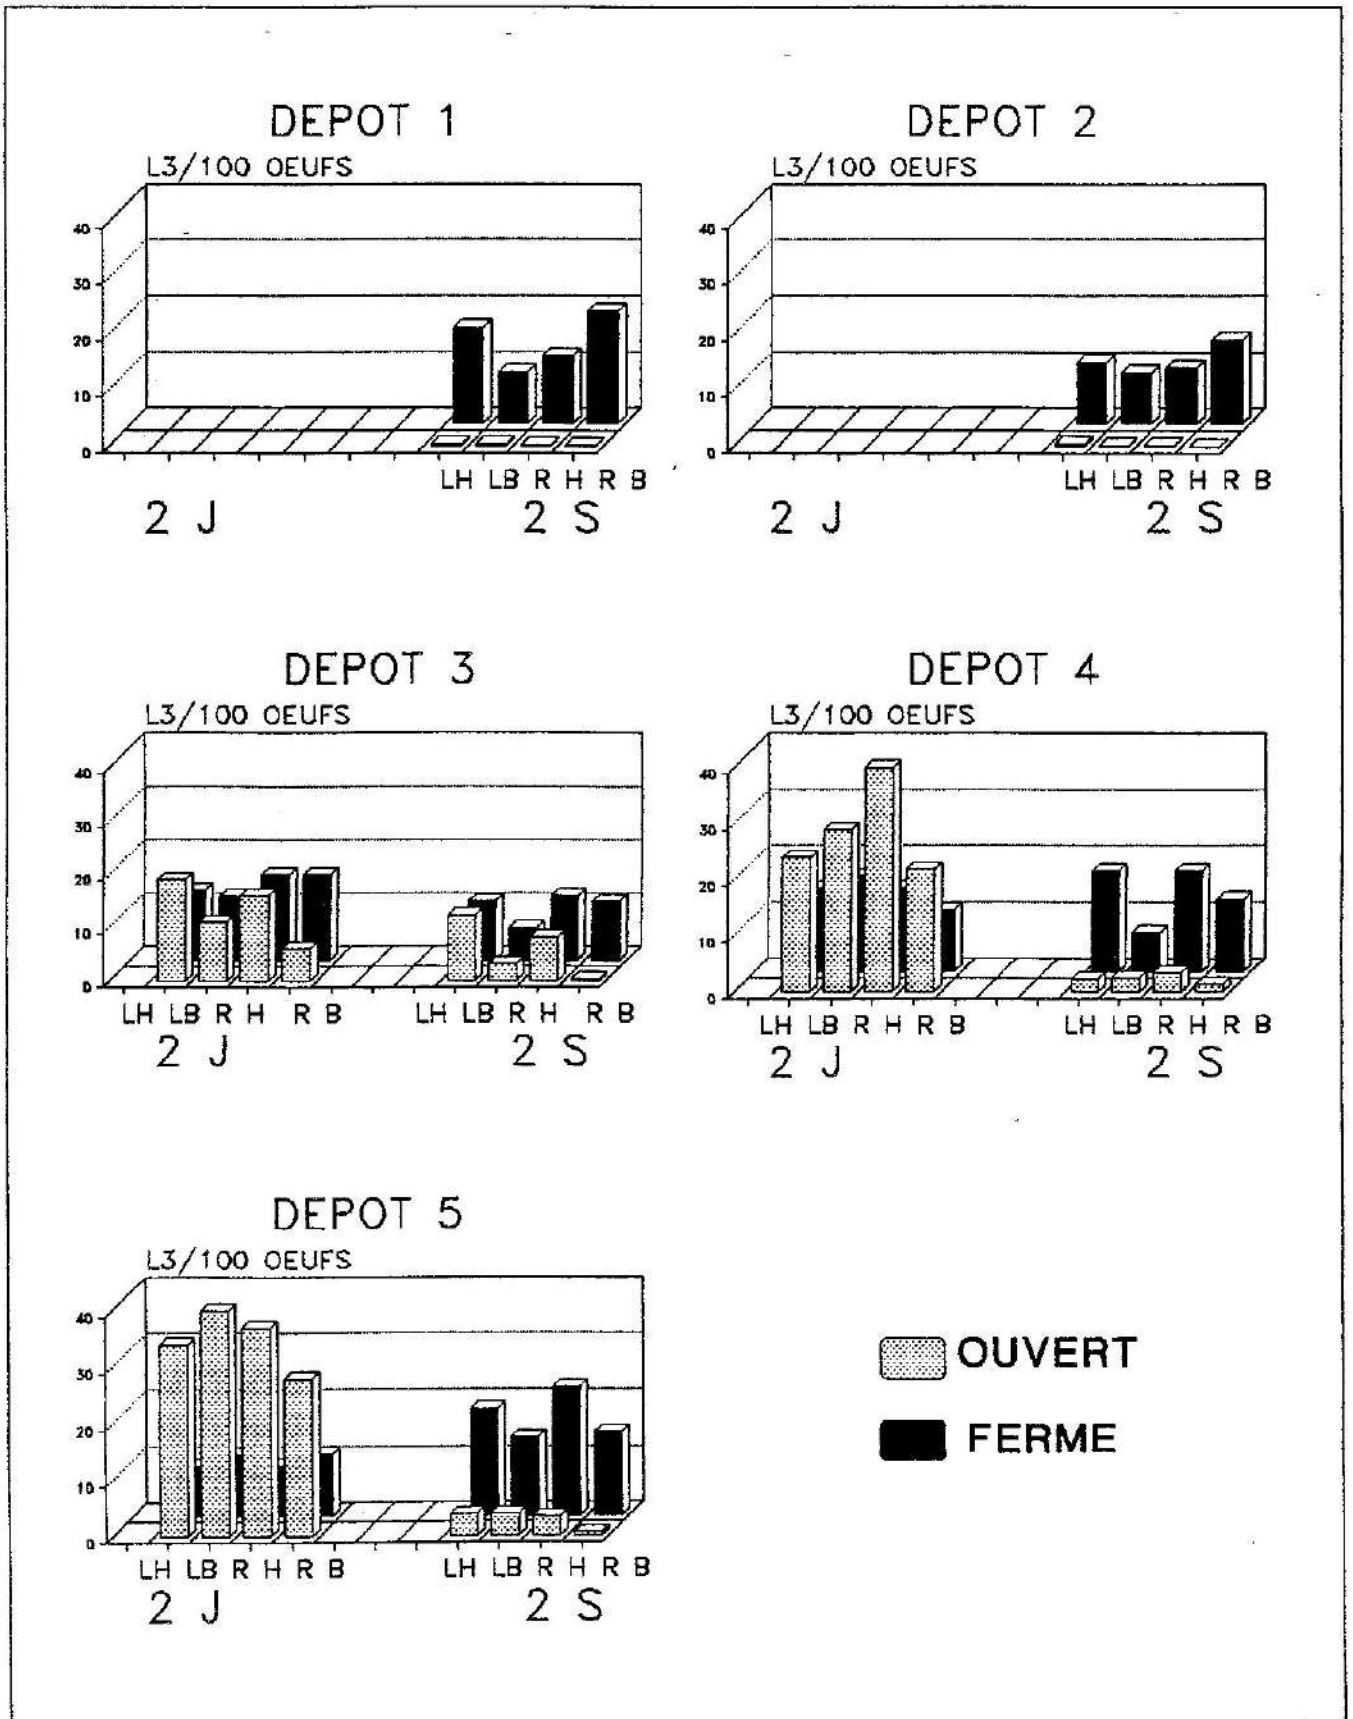 DEPOT 1
L3/100 OEUFS
40
30
20
10
0
LH LB R H R B
2 J 2 S
DEPOT 2
L3/100 OEUFS
40
30
20
10
0
LH LB R H R B
2 J 2 S
DEPOT 3
L3/100 OEUFS
40
30
20
10
0
LH LB R H R B LH LB R H R B
2 J 2 S
DEPOT 4
L3/100 OEUFS
40
30
20
10
0
LH LB R H R B LH LB R H R B
2 J 2 S
DEPOT 5
L3/100 OEUFS
40
30
20
10
0
LH LB R H R B LH LB R H R B
2 J 2 S
OUVERT
FERME